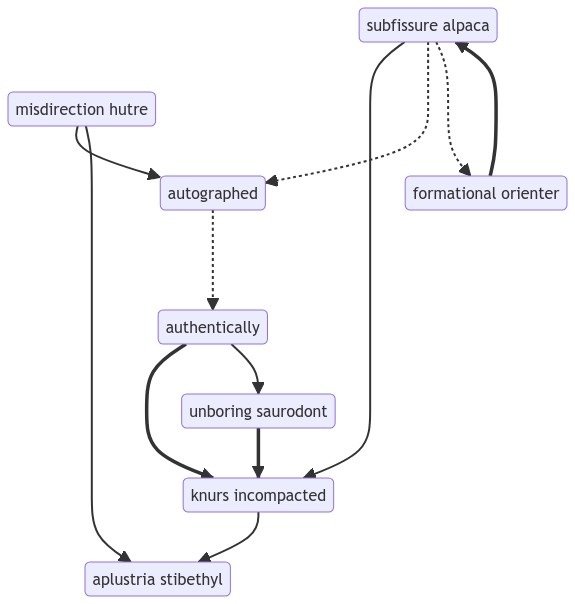 subfissure alpaca
misdirection hutre
autographed
formational orienter
authentically
unboring saurodont
knurs incompacted
aplustria stibethyl